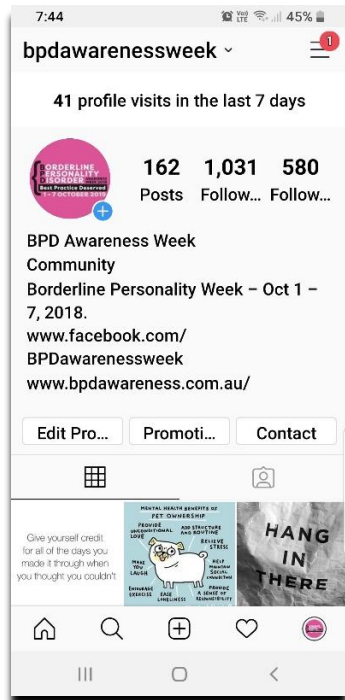 7:44
Vo))
LTE
45%
bpdawarenessweek
1
41 profile visits in the last 7 days
BORDERLINE
PERSONALITY
DISORDER
Best Practice Deserved
1 - 7 OCTOBER 2019
162 1,031 580
Posts Follow... Follow...
BPD Awareness Week
Community
Borderline Personality Week – Oct 1 –
7, 2018.
www.facebook.com/
BPDawarenessweek
www.bpdawareness.com.au/
Edit Pro... Promoti... Contact
Give yourself credit
for all of the days you
made it through when
you thought you couldn't
MENTAL HEALTH BENEFITS OF
PET OWNERSHIP
PROVIDE
UNCONDITIONAL
LOVE
ADD STRUCTURE
AND ROUTINE
RELIEVE
STRESS
MAKE
YOU
LAUGH
HELP
MAINTAIN
SOCIAL
CONNECTION
ENCOURAGE
EXERCISE
EASE
LONELINESS
PROVIDE
A SENSE OF
RESPONSIBILITY
HANG
IN
THERE